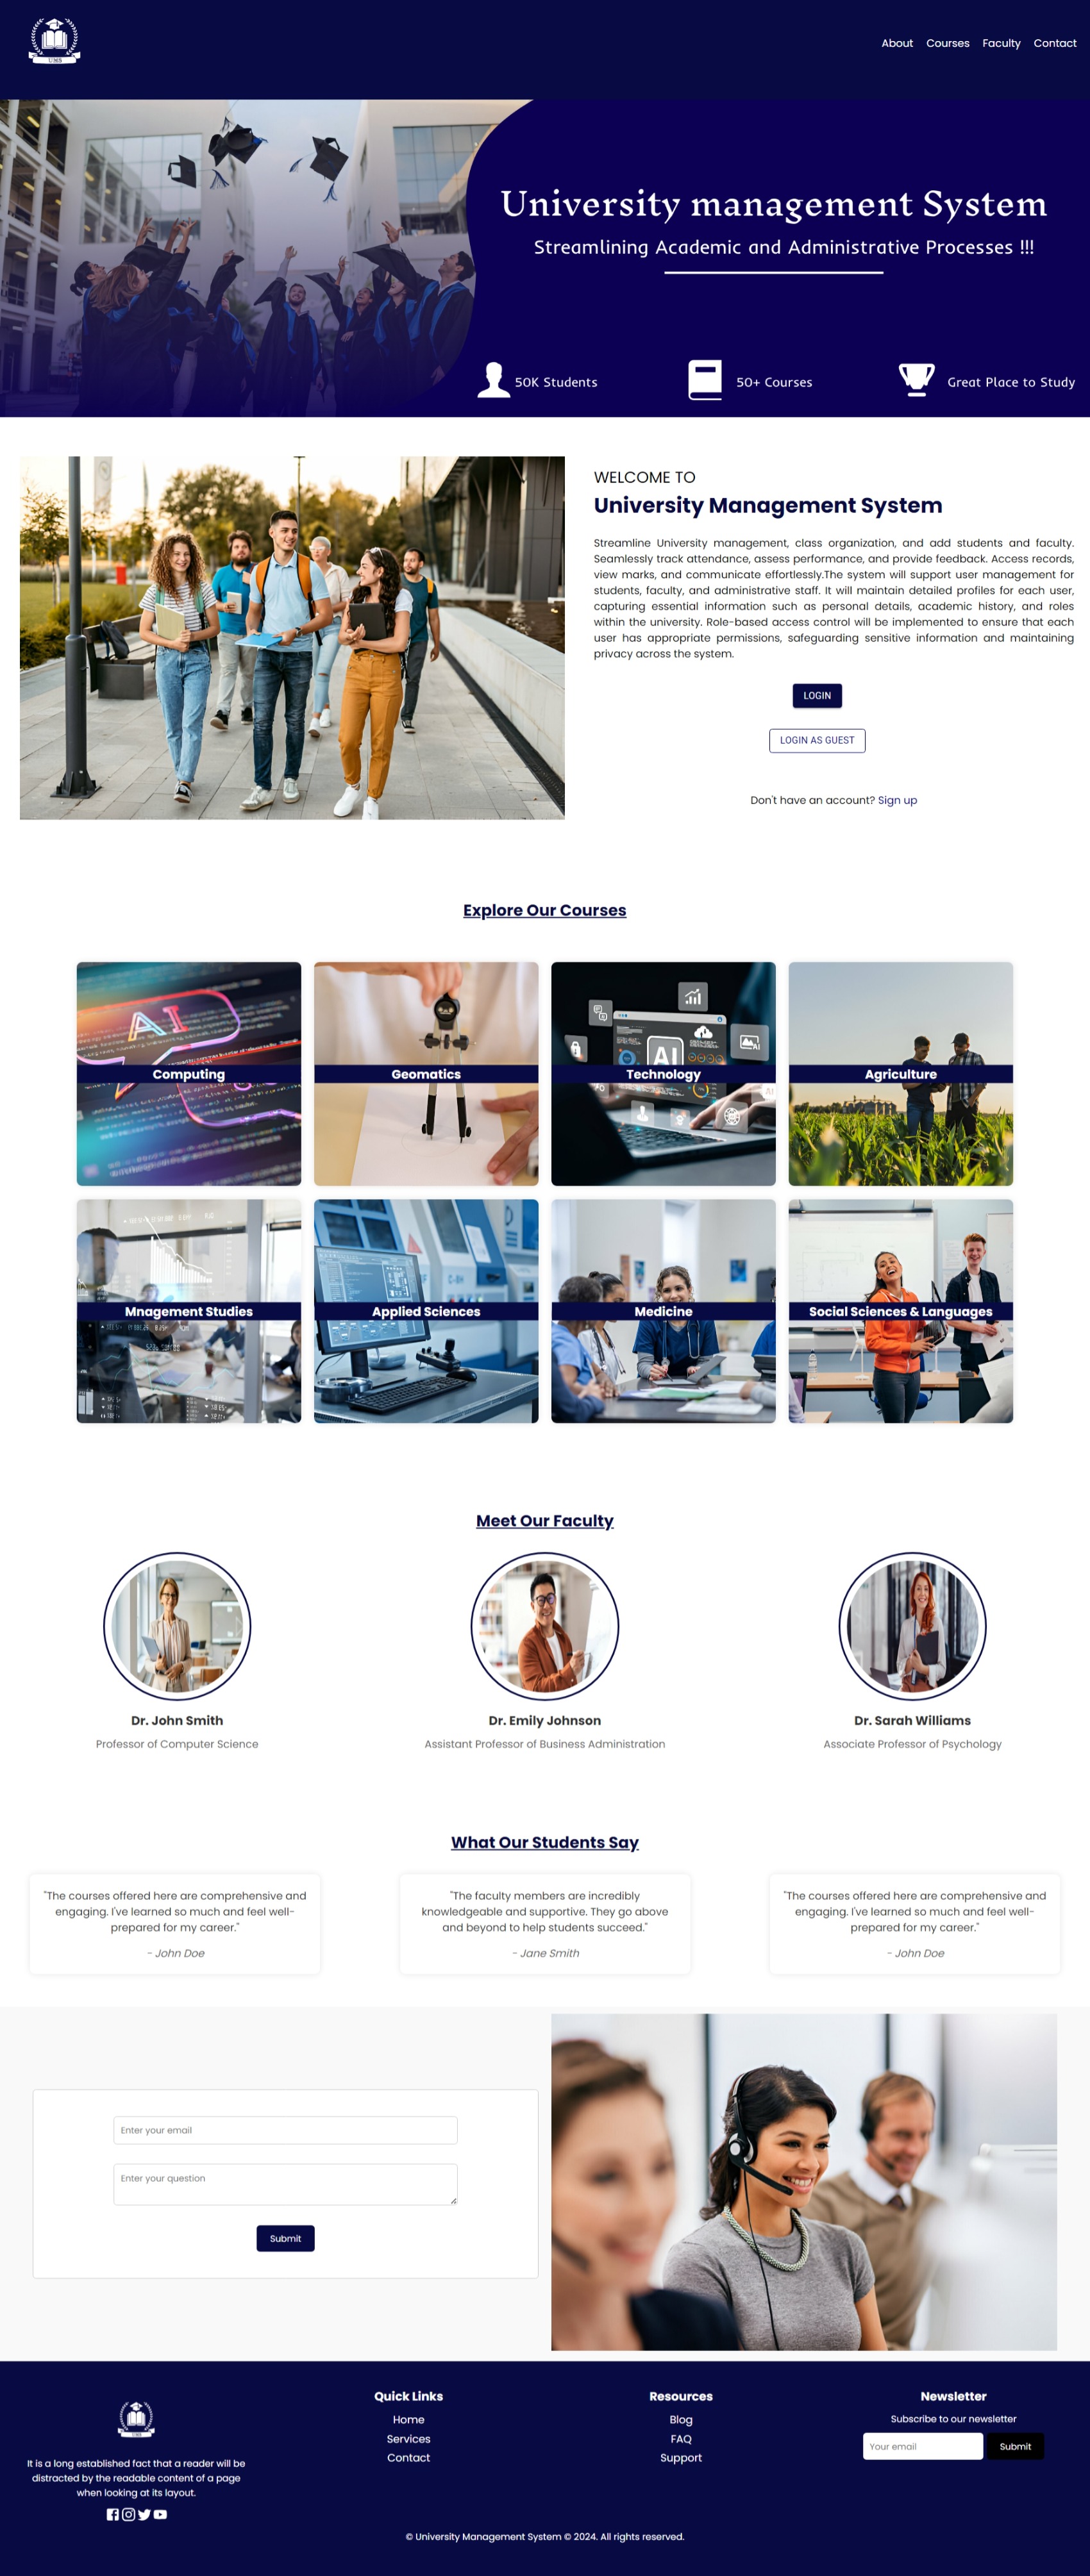 UMS
About Courses Faculty Contact
University management System
Streamlining Academic and Administrative Processes !!!
50K Students
50+ Courses
Great Place to Study
WELCOME TO
University Management System
Streamline University management, class organization, and add students and faculty.
Seamlessly track attendance, assess performance, and provide feedback. Access records,
view marks, and communicate effortlessly.The system will support user management for
students, faculty, and administrative staff. It will maintain detailed profiles for each user,
capturing essential information such as personal details, academic history, and roles
within the university. Role-based access control will be implemented to ensure that each
user has appropriate permissions, safeguarding sensitive information and maintaining
privacy across the system.
LOGIN
LOGIN AS GUEST
Don't have an account? Sign up
Explore Our Courses
AI
Computing
Geomatics
AI
Technology
Agriculture
Mnagement Studies
Applied Sciences
Medicine
Social Sciences & Languages
Meet Our Faculty
Dr. John Smith
Professor of Computer Science
Dr. Emily Johnson
Assistant Professor of Business Administration
Dr. Sarah Williams
Associate Professor of Psychology
What Our Students Say
"The courses offered here are comprehensive and
engaging. I've learned so much and feel well-
prepared for my career."
- John Doe
"The faculty members are incredibly
knowledgeable and supportive. They go above
and beyond to help students succeed."
- Jane Smith
"The courses offered here are comprehensive and
engaging. I've learned so much and feel well-
prepared for my career."
- John Doe
Enter your email
Enter your question
Submit
It is a long established fact that a reader will be
distracted by the readable content of a page
when looking at its layout.
Quick Links
Home
Services
Contact
Resources
Blog
FAQ
Support
Newsletter
Subscribe to our newsletter
Your email
Submit
© University Management System © 2024. All rights reserved.